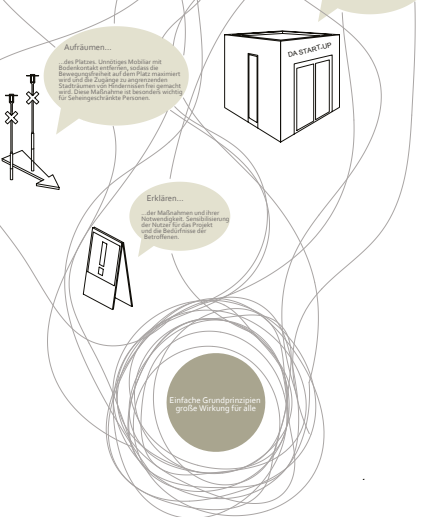 Aufräumen...
...des Platzes. Unnötiges Mobiliar mit
Bodenkontakt entfernen, sodass die
Bewegungsfreiheit auf dem Platz maximiert
wird und die Zugänge zu angrenzenden
Stadträumen von Hindernissen frei gemacht
wird. Diese Maßnahme ist besonders wichtig
für Seheingeschränkte Personen.
DA START-UP
Erklären...
...der Maßnahmen und ihrer
Notwendigkeit. Sensibilisierung
der Nutzer für das Projekt
und die Bedürfnisse der
Betroffenen.
Einfache Grundprinzipien
große Wirkung für alle